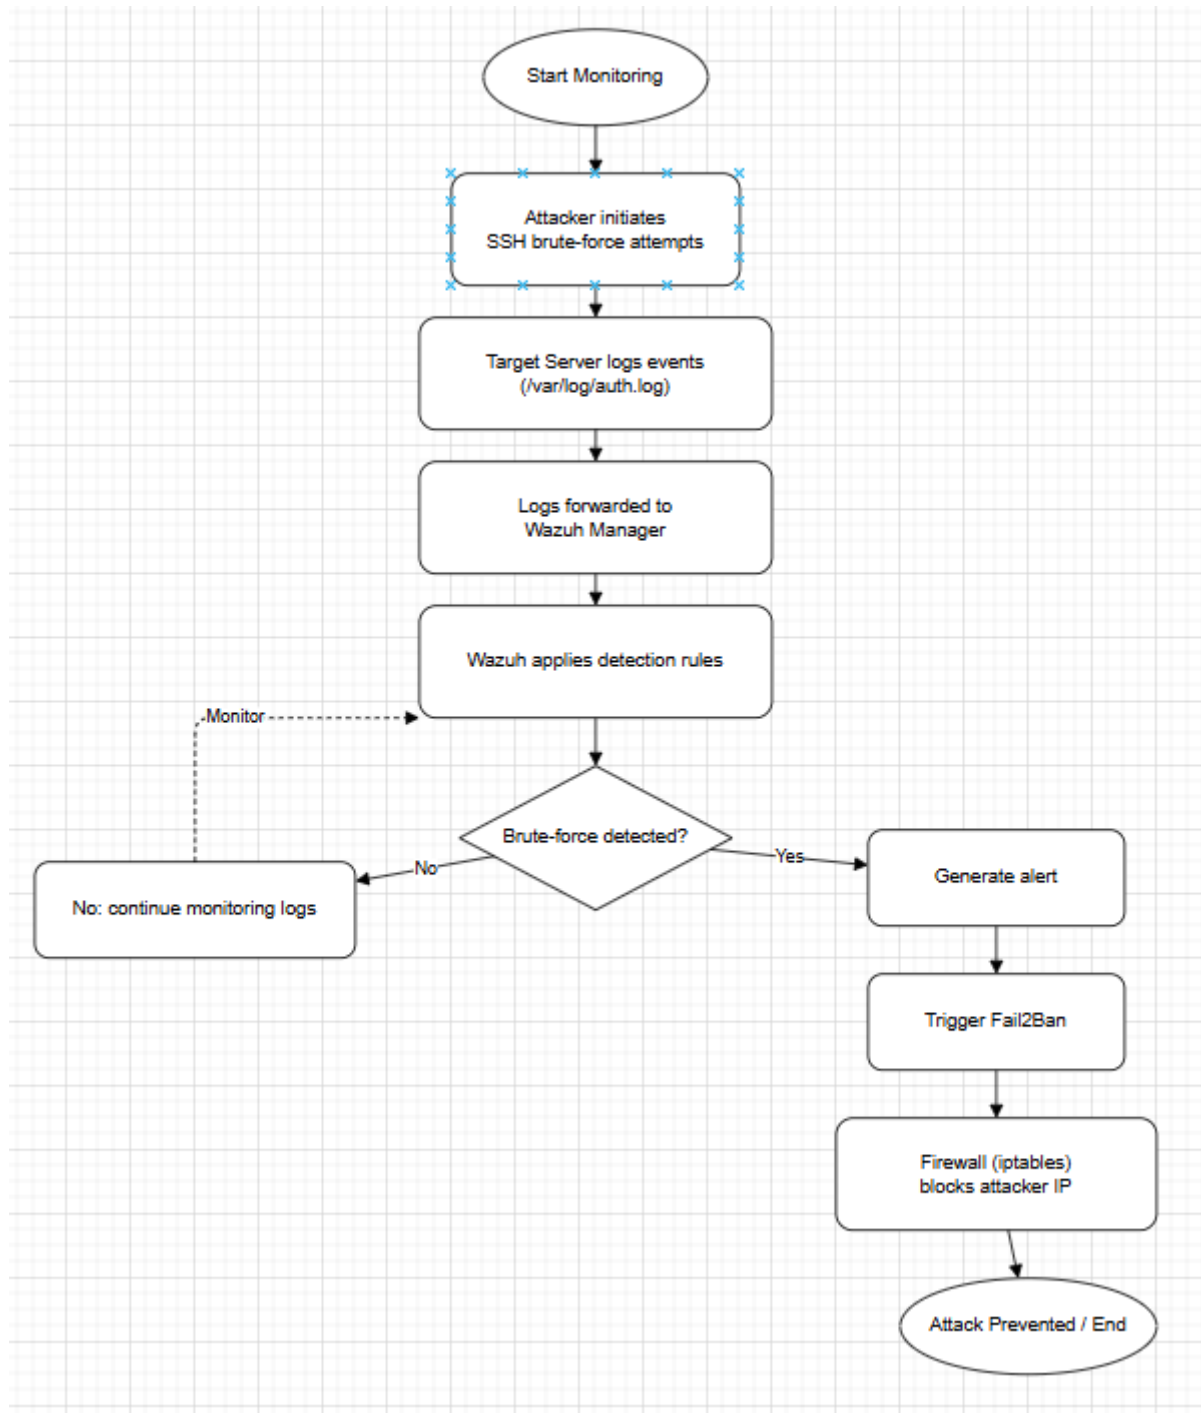 Start Monitoring
Attacker initiates
SSH brute-force attempts
Target Server logs events
(/var/log/auth.log)
Logs forwarded to
Wazuh Manager
Wazuh applies detection rules
Monitor
Brute-force detected?
No
Yes
No: continue monitoring logs
Generate alert
Trigger Fail2Ban
Firewall (iptables)
blocks attacker IP
Attack Prevented / End